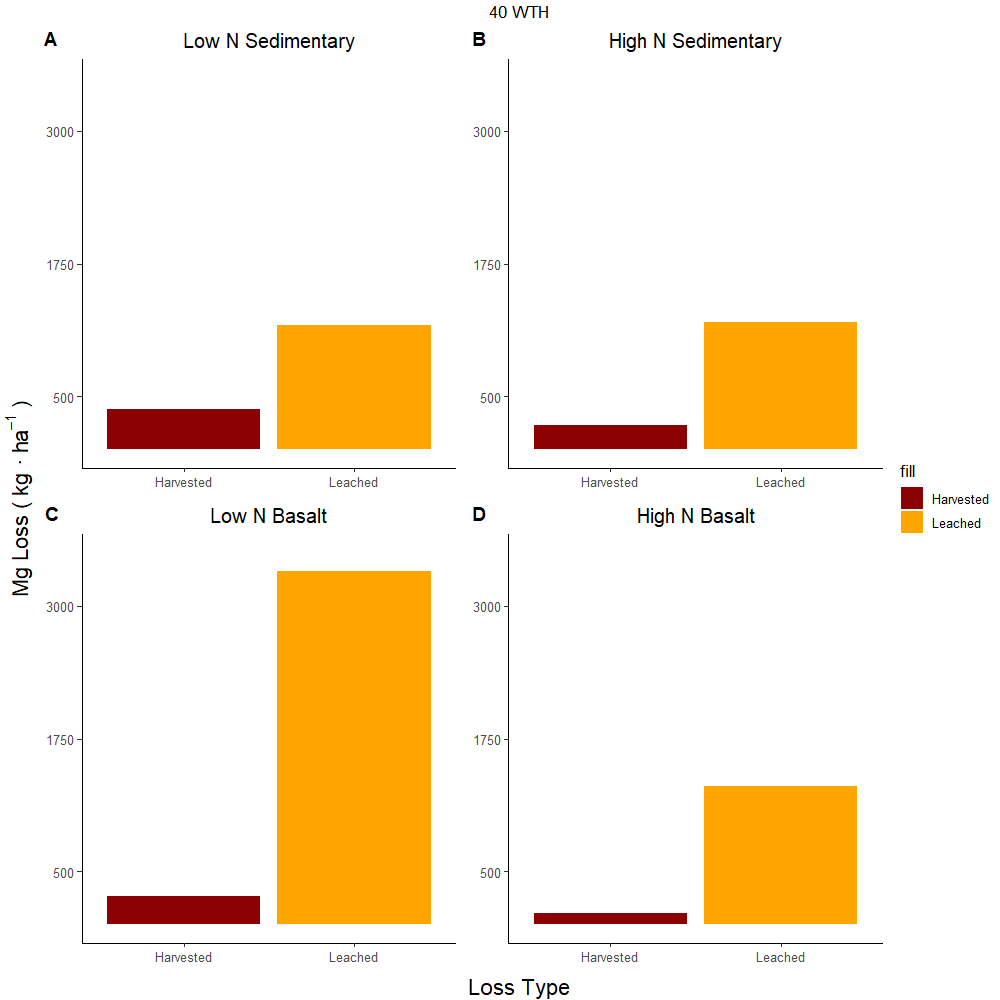 40 WTH
A Low N Sedimentary
3000
1750
500
Harvested Leached
B High N Sedimentary
3000
1750
500
Harvested Leached
C Low N Basalt
3000
1750
500
Harvested Leached
D High N Basalt
3000
1750
500
Harvested Leached
Mg Loss ( kg · ha⁻¹ )
Loss Type
fill
Harvested
Leached